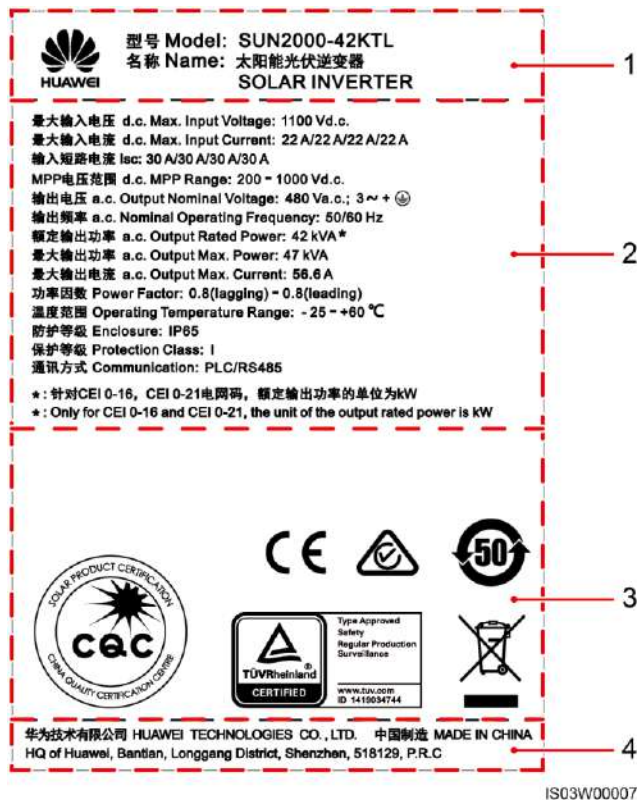 HUAWEI
型号 Model: SUN2000-42KTL
名称 Name: 太阳能光伏逆变器
SOLAR INVERTER
1
最大输入电压 d.c. Max. Input Voltage: 1100 Vd.c.
最大输入电流 d.c. Max. Input Current: 22 A/22 A/22 A/22 A
输入短路电流 Isc: 30 A/30 A/30 A/30 A
MPP电压范围 d.c. MPP Range: 200 - 1000 Vd.c.
输出电压 a.c. Output Nominal Voltage: 480 Va.c.; 3~ + ⏚
输出频率 a.c. Nominal Operating Frequency: 50/60 Hz
额定输出功率 a.c. Output Rated Power: 42 kVA*
最大输出功率 a.c. Output Max. Power: 47 kVA
最大输出电流 a.c. Output Max. Current: 56.6 A
功率因数 Power Factor: 0.8(lagging) - 0.8(leading)
温度范围 Operating Temperature Range: - 25 - +60 ℃
防护等级 Enclosure: IP65
保护等级 Protection Class: I
通讯方式 Communication: PLC/RS485
*: 针对CEI 0-16, CEI 0-21电网码, 额定输出功率的单位为kW
*: Only for CEI 0-16 and CEI 0-21, the unit of the output rated power is kW
2
CE
50
SOLAR PRODUCT CERTIFICATION
CQC
CHINA QUALITY CERTIFICATION CENTRE
TÜVRheinland®
CERTIFIED
Type Approved
Safety
Regular Production
Surveillance
www.tuv.com
ID 1419034744
3
华为技术有限公司 HUAWEI TECHNOLOGIES CO., LTD. 中国制造 MADE IN CHINA
HQ of Huawei, Bantian, Longgang District, Shenzhen, 518129, P.R.C
4
IS03W00007